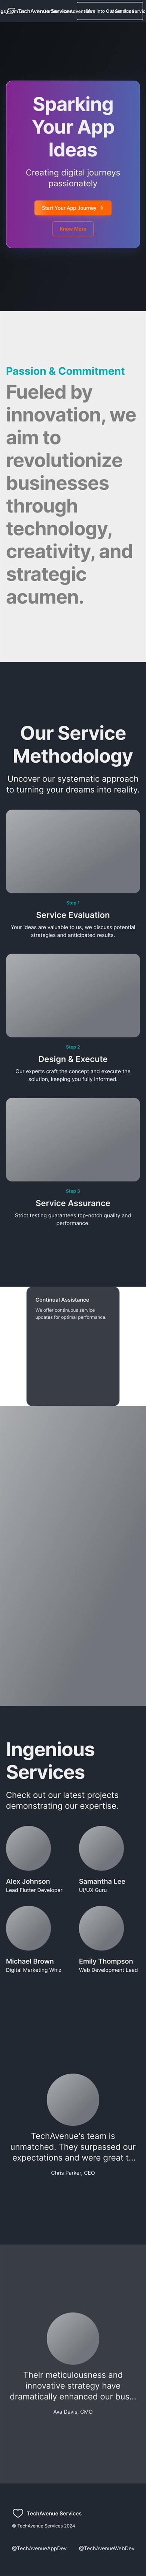 TechAvenue Services
Sparking
Your App
Ideas
Creating digital journeys
passionately
Start Your App Journey
Know More
Passion & Commitment
Fueled by
innovation, we
aim to
revolutionize
businesses
through
technology,
creativity, and
strategic
acumen.
Our Service
Methodology
Uncover our systematic approach
to turning your dreams into reality.
Step 1
Service Evaluation
Your ideas are valuable to us, we discuss potential
strategies and anticipated results.
Step 2
Design & Execute
Our experts craft the concept and execute the
solution, keeping you fully informed.
Step 3
Service Assurance
Strict testing guarantees top-notch quality and
performance.
Continual Assistance
We offer continuous service
updates for optimal performance.
Ingenious
Services
Check out our latest projects
demonstrating our expertise.
Alex Johnson
Lead Flutter Developer
Samantha Lee
UI/UX Guru
Michael Brown
Digital Marketing Whiz
Emily Thompson
Web Development Lead
TechAvenue's team is
unmatched. They surpassed our
expectations and were great t...
Chris Parker, CEO
Their meticulousness and
innovative strategy have
dramatically enhanced our bus...
Ava Davis, CMO
TechAvenue Services
© TechAvenue Services 2024
@TechAvenueAppDev
@TechAvenueWebDev